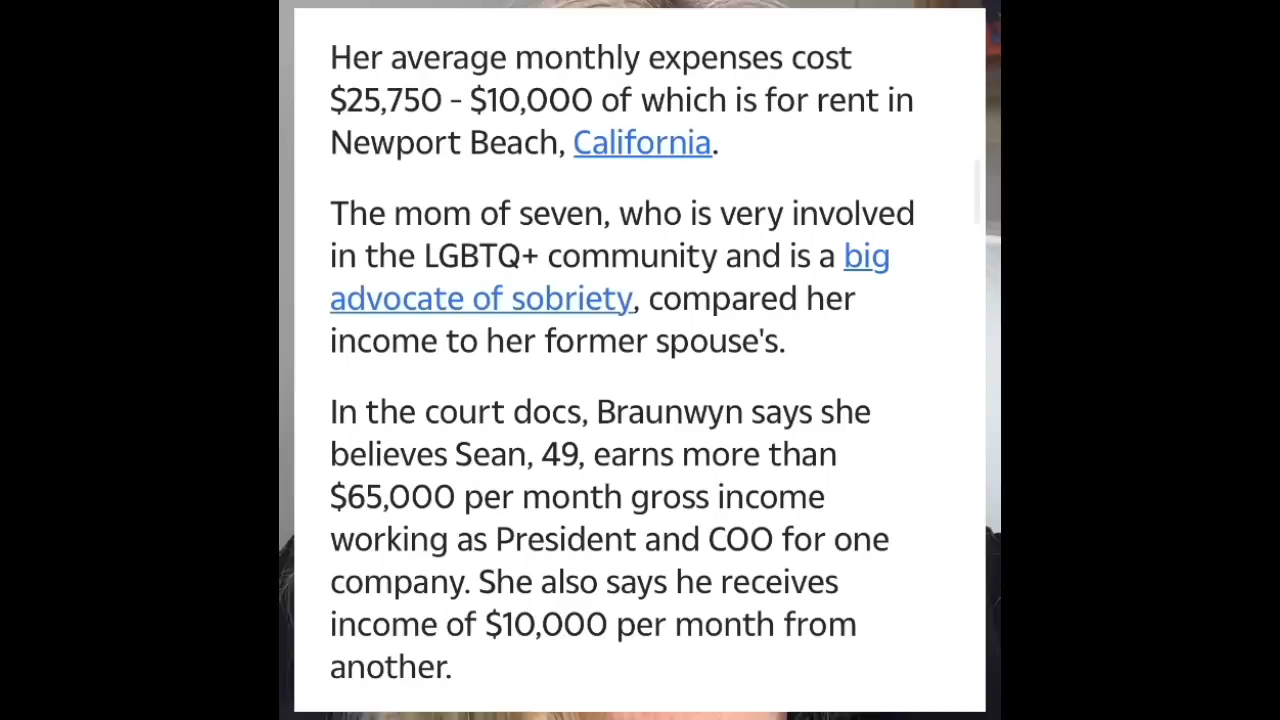 Her average monthly expenses cost
$25,750 - $10,000 of which is for rent in
Newport Beach, California.
The mom of seven, who is very involved
in the LGBTQ+ community and is a big
advocate of sobriety, compared her
income to her former spouse's.
In the court docs, Braunwyn says she
believes Sean, 49, earns more than
$65,000 per month gross income
working as President and COO for one
company. She also says he receives
income of $10,000 per month from
another.